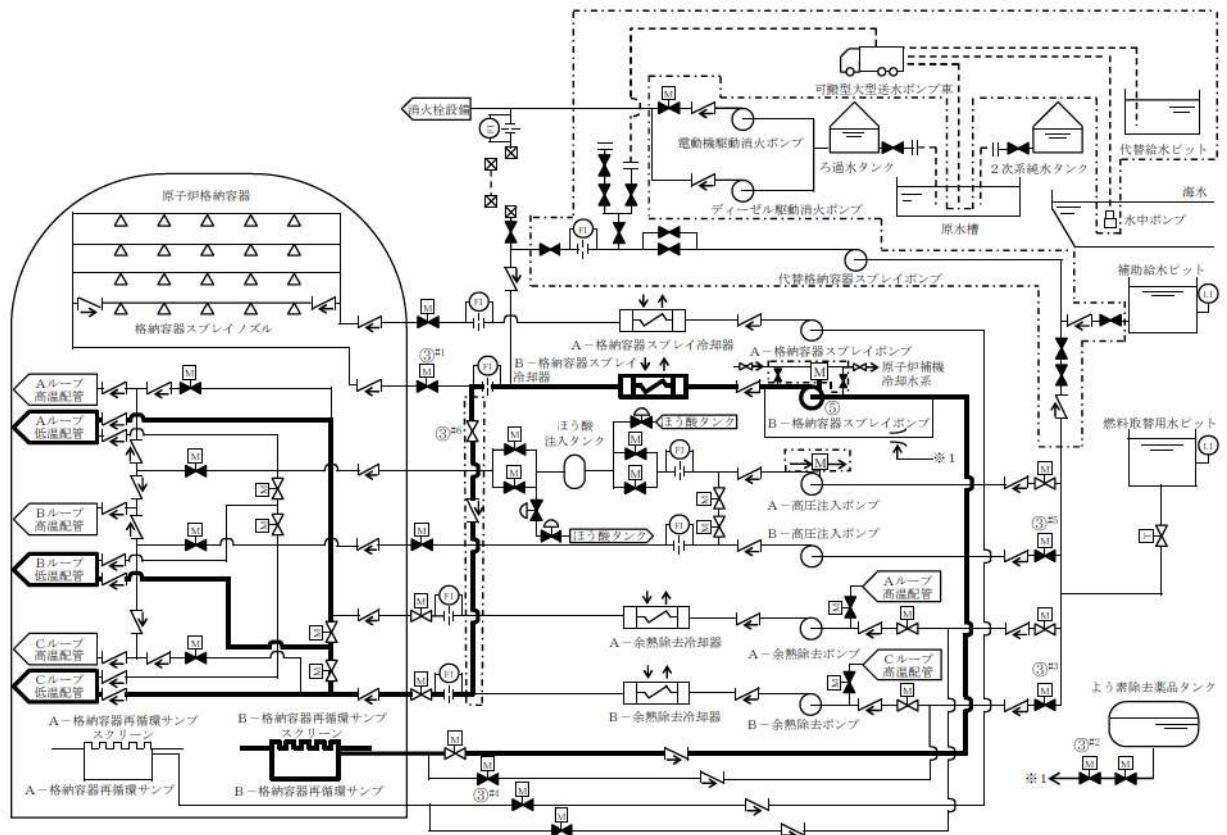 可搬型大型送水ポンプ車
消火栓設備
FI
M
電動機駆動消火ポンプ
ろ過水タンク
2次系純水タンク
代替給水ピット
ディーゼル駆動消火ポンプ
原水槽
海水
水中ポンプ
原子炉格納容器
FI
代替格納容器スプレイポンプ
補助給水ピット
LI
格納容器スプレイノズル
M
FI
A-格納容器スプレイ冷却器
A-格納容器スプレイポンプ
③#1
M
FI
B-格納容器スプレイ
冷却器
M
原子炉補機
冷却水系
⑤
B-格納容器スプレイポンプ
※1
燃料取替用水ピット
LI
Aループ
高温配管
M
Aループ
低温配管
③#6
ほう酸
注入タンク
ほう酸タンク
M
M
M
M
FI
M
A-高圧注入ポンプ
M
M
M
M
Bループ
高温配管
M
M
M
ほう酸タンク
FI
M
B-高圧注入ポンプ
③#5
M
T
Bループ
低温配管
Aループ
高温配管
M
FI
M
M
M
A-余熱除去冷却器
A-余熱除去ポンプ
M
Cループ
高温配管
M
M
Cループ
高温配管
③#3
Cループ
低温配管
M
FI
M
M
M
B-余熱除去冷却器
B-余熱除去ポンプ
よう素除去薬品タンク
A-格納容器再循環サンプ
スクリーン
B-格納容器再循環サンプ
スクリーン
M
A-格納容器再循環サンプ
B-格納容器再循環サンプ
M
③#4
M
M
③#2
M
M
※1